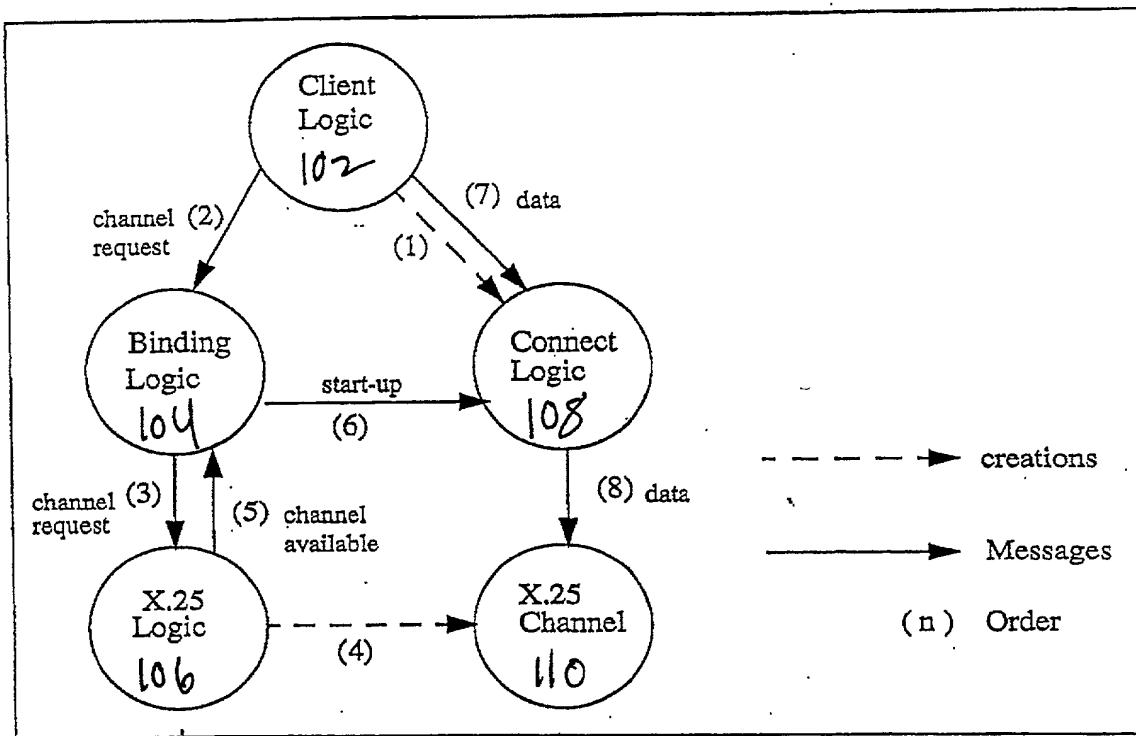 Client
Logic
102
channel (2)
request
(7) data
(1)
Binding
Logic
104
Connect
Logic
108
start-up
(6)
channel (3)
request
(5) channel
available
(8) data
X.25
Logic
106
(4)
X.25
Channel
110
creations
Messages
(n) Order